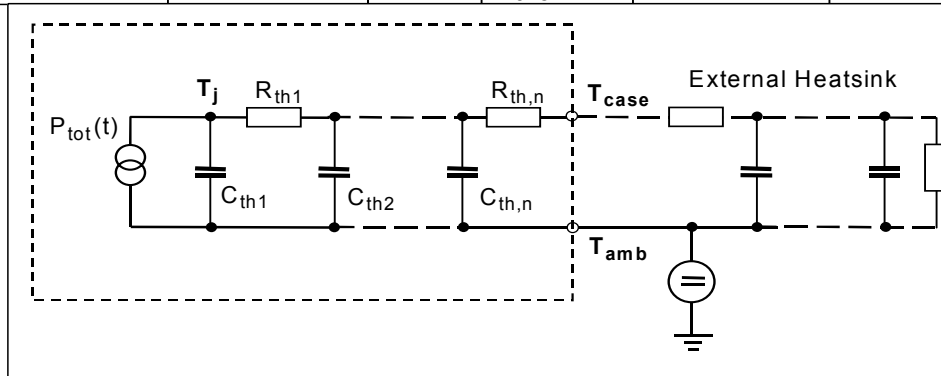 External Heatsink
T_j
R_th1
R_th,n
T_case
P_tot(t)
C_th1
C_th2
C_th,n
T_amb